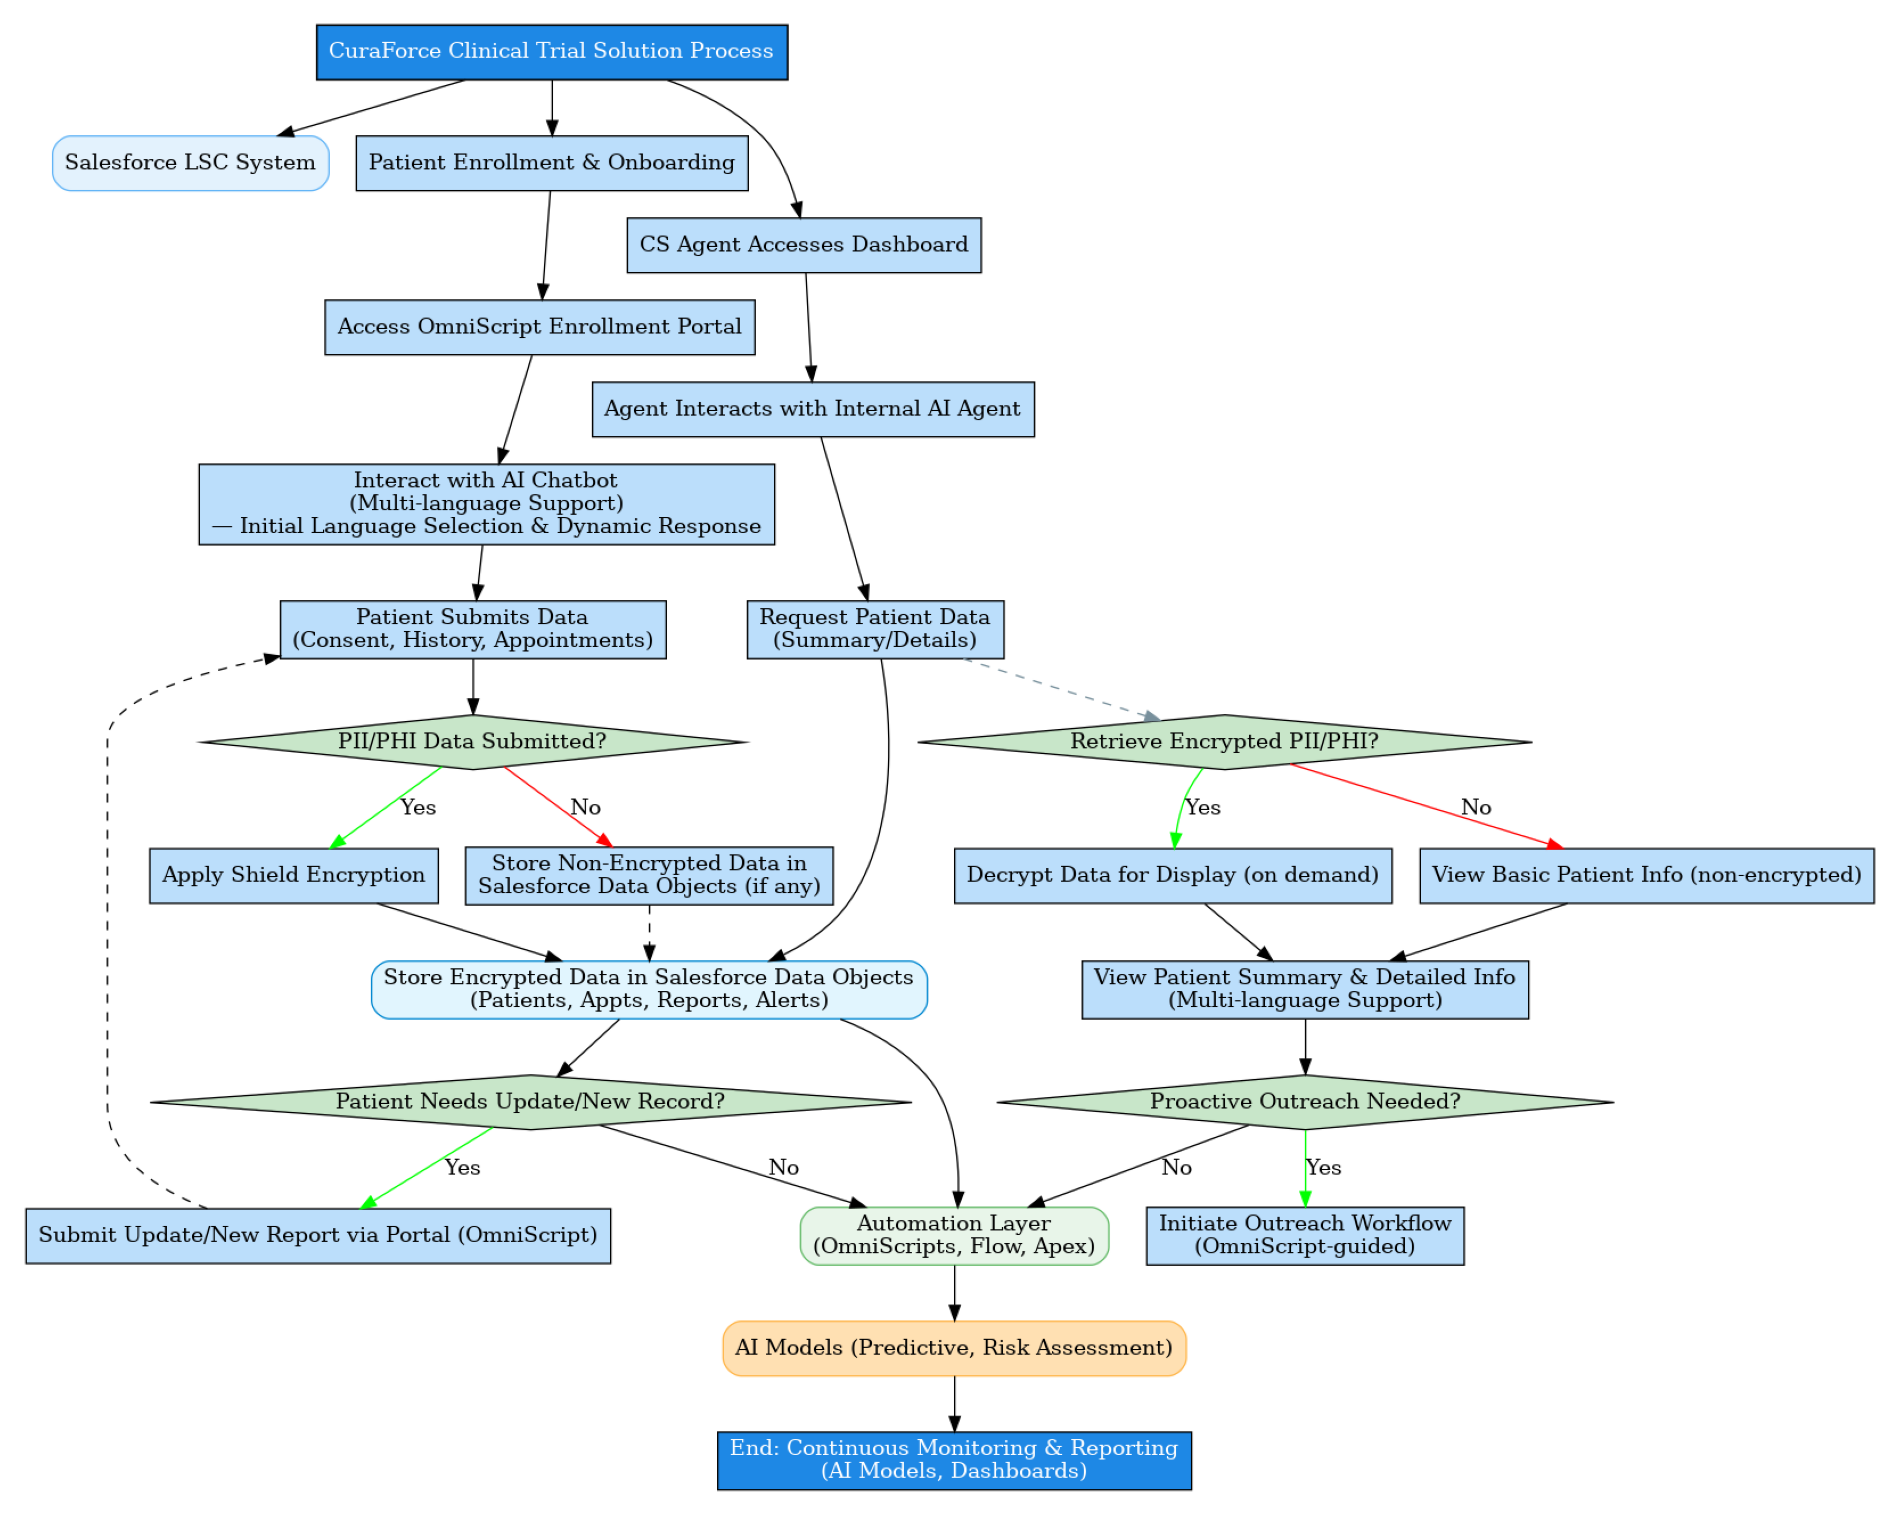 CuraForce Clinical Trial Solution Process
Salesforce LSC System
Patient Enrollment & Onboarding
CS Agent Accesses Dashboard
Access OmniScript Enrollment Portal
Agent Interacts with Internal AI Agent
Interact with AI Chatbot
(Multi-language Support)
— Initial Language Selection & Dynamic Response
Patient Submits Data
(Consent, History, Appointments)
Request Patient Data
(Summary/Details)
PII/PHI Data Submitted?
Retrieve Encrypted PII/PHI?
Yes
No
Yes
No
Apply Shield Encryption
Store Non-Encrypted Data in
Salesforce Data Objects (if any)
Decrypt Data for Display (on demand)
View Basic Patient Info (non-encrypted)
Store Encrypted Data in Salesforce Data Objects
(Patients, Appts, Reports, Alerts)
View Patient Summary & Detailed Info
(Multi-language Support)
Patient Needs Update/New Record?
Proactive Outreach Needed?
Yes
No
No
Yes
Submit Update/New Report via Portal (OmniScript)
Automation Layer
(OmniScripts, Flow, Apex)
Initiate Outreach Workflow
(OmniScript-guided)
AI Models (Predictive, Risk Assessment)
End: Continuous Monitoring & Reporting
(AI Models, Dashboards)